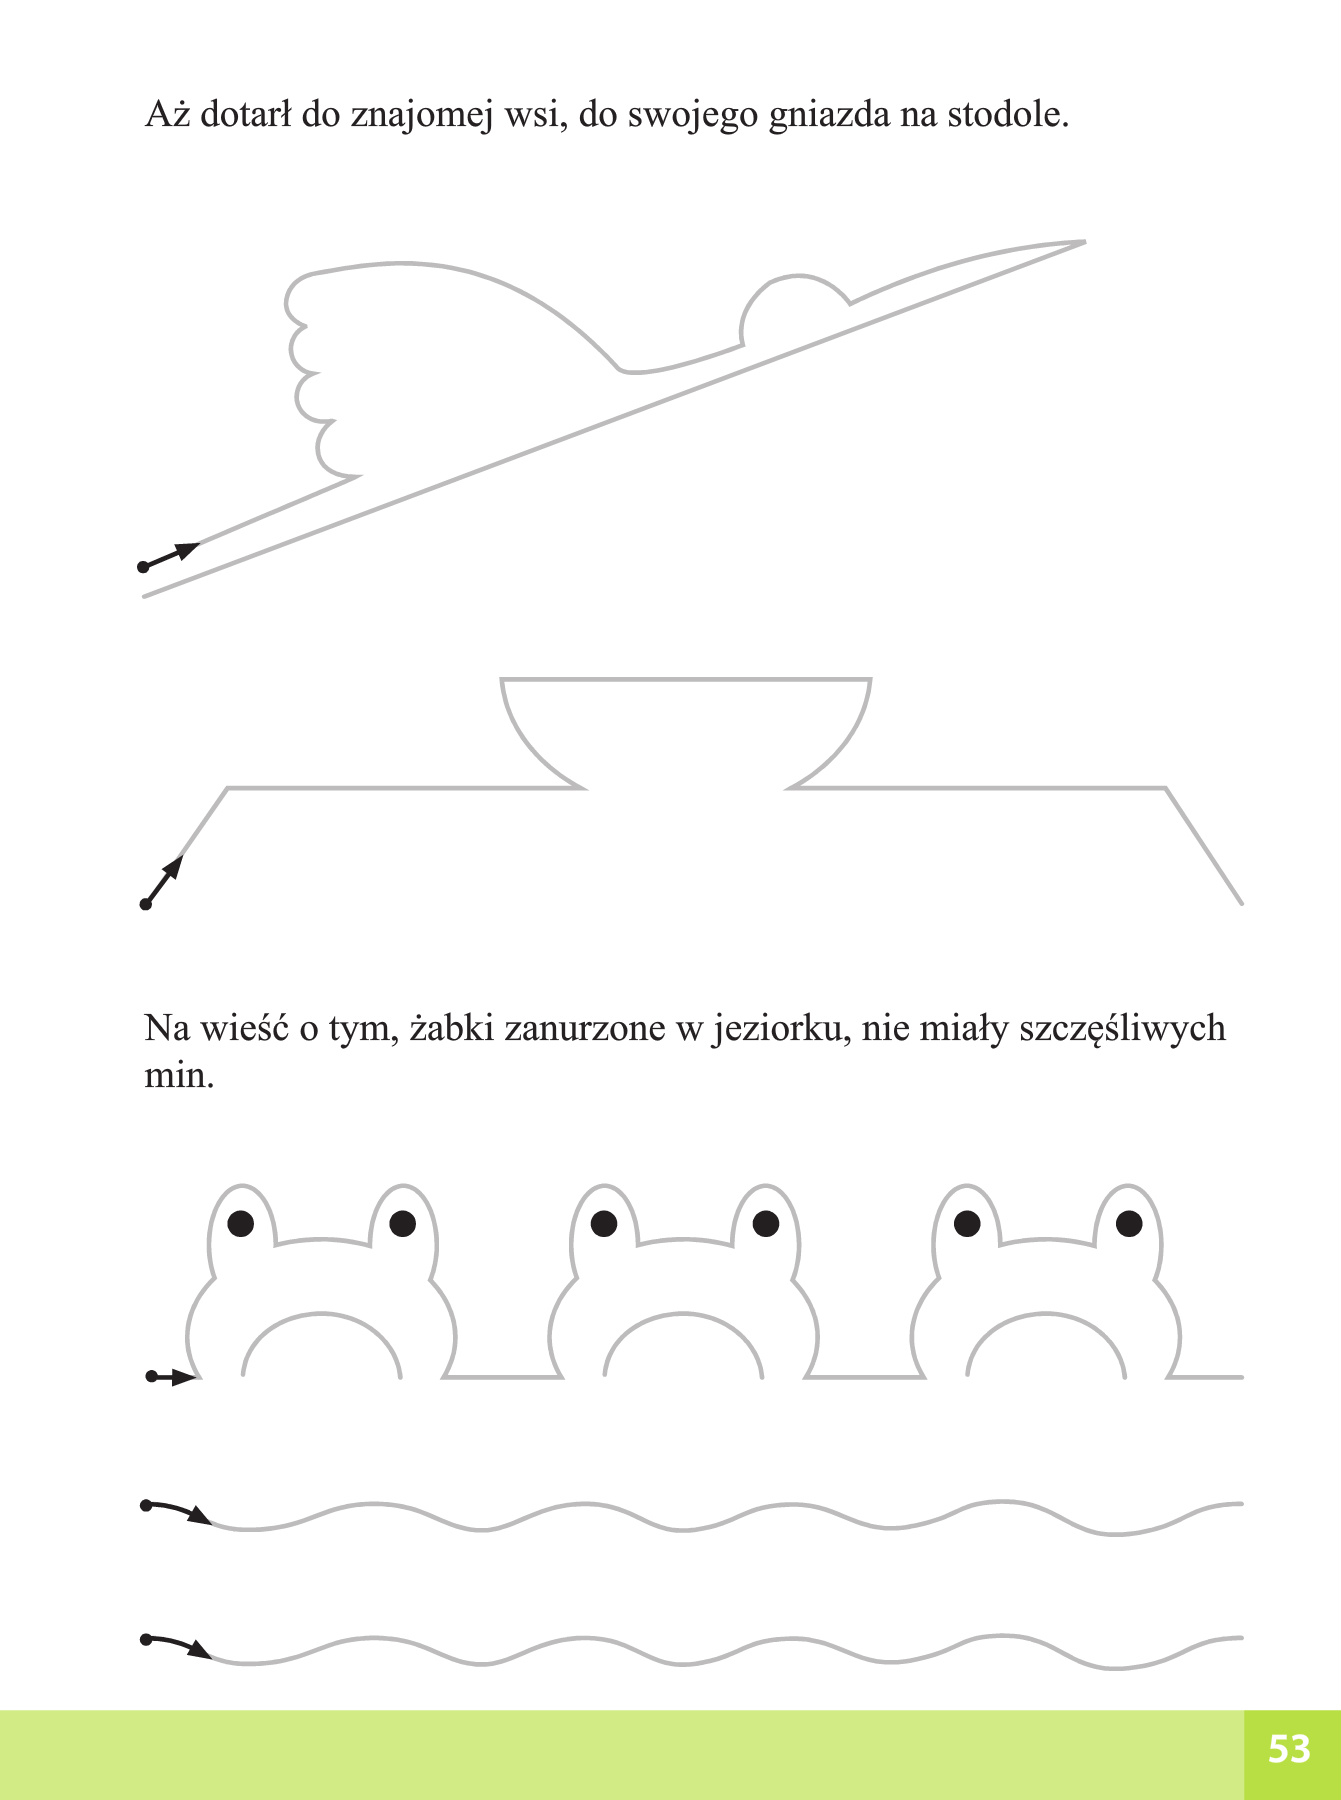 Aż dotarł do znajomej wsi, do swojego gniazda na stodole.
Na wieść o tym, żabki zanurzone w jeziorku, nie miały szczęśliwych
min.
53